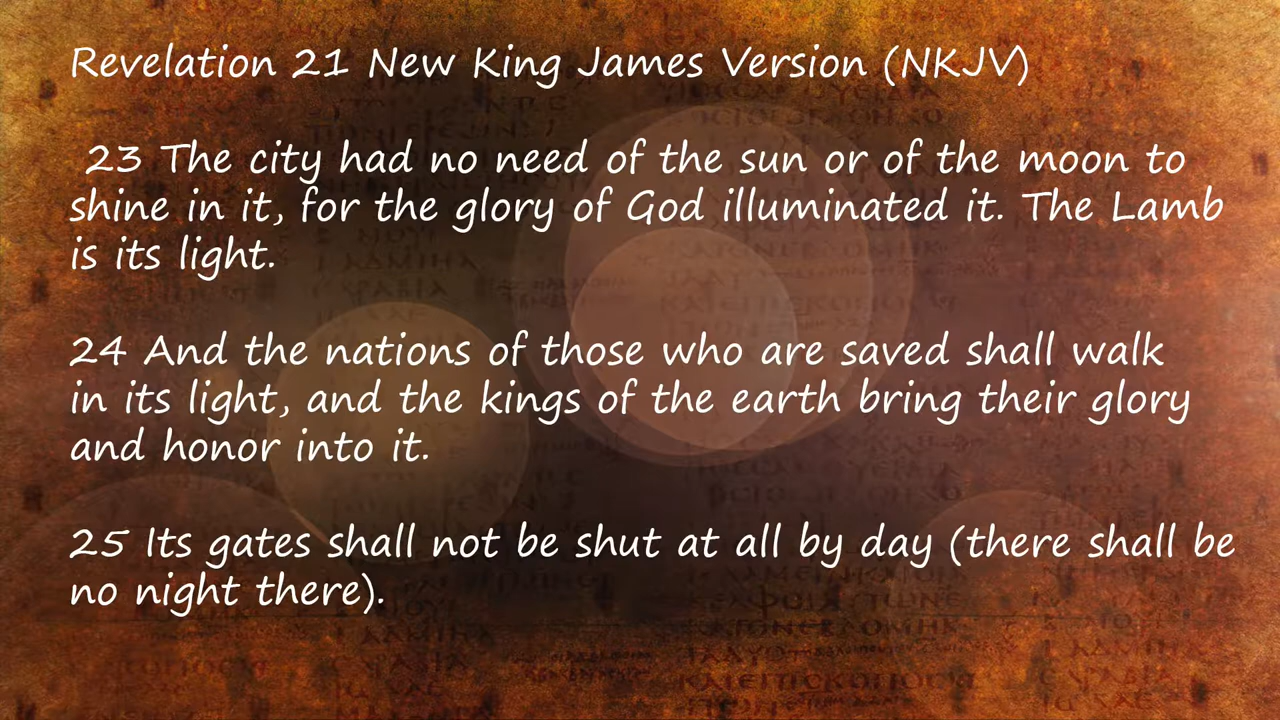 Revelation 21 New King James Version (NKJV)
23 The city had no need of the sun or of the moon to
shine in it, for the glory of God illuminated it. The Lamb
is its light.
24 And the nations of those who are saved shall walk
in its light, and the kings of the earth bring their glory
and honor into it.
25 Its gates shall not be shut at all by day (there shall be
no night there).